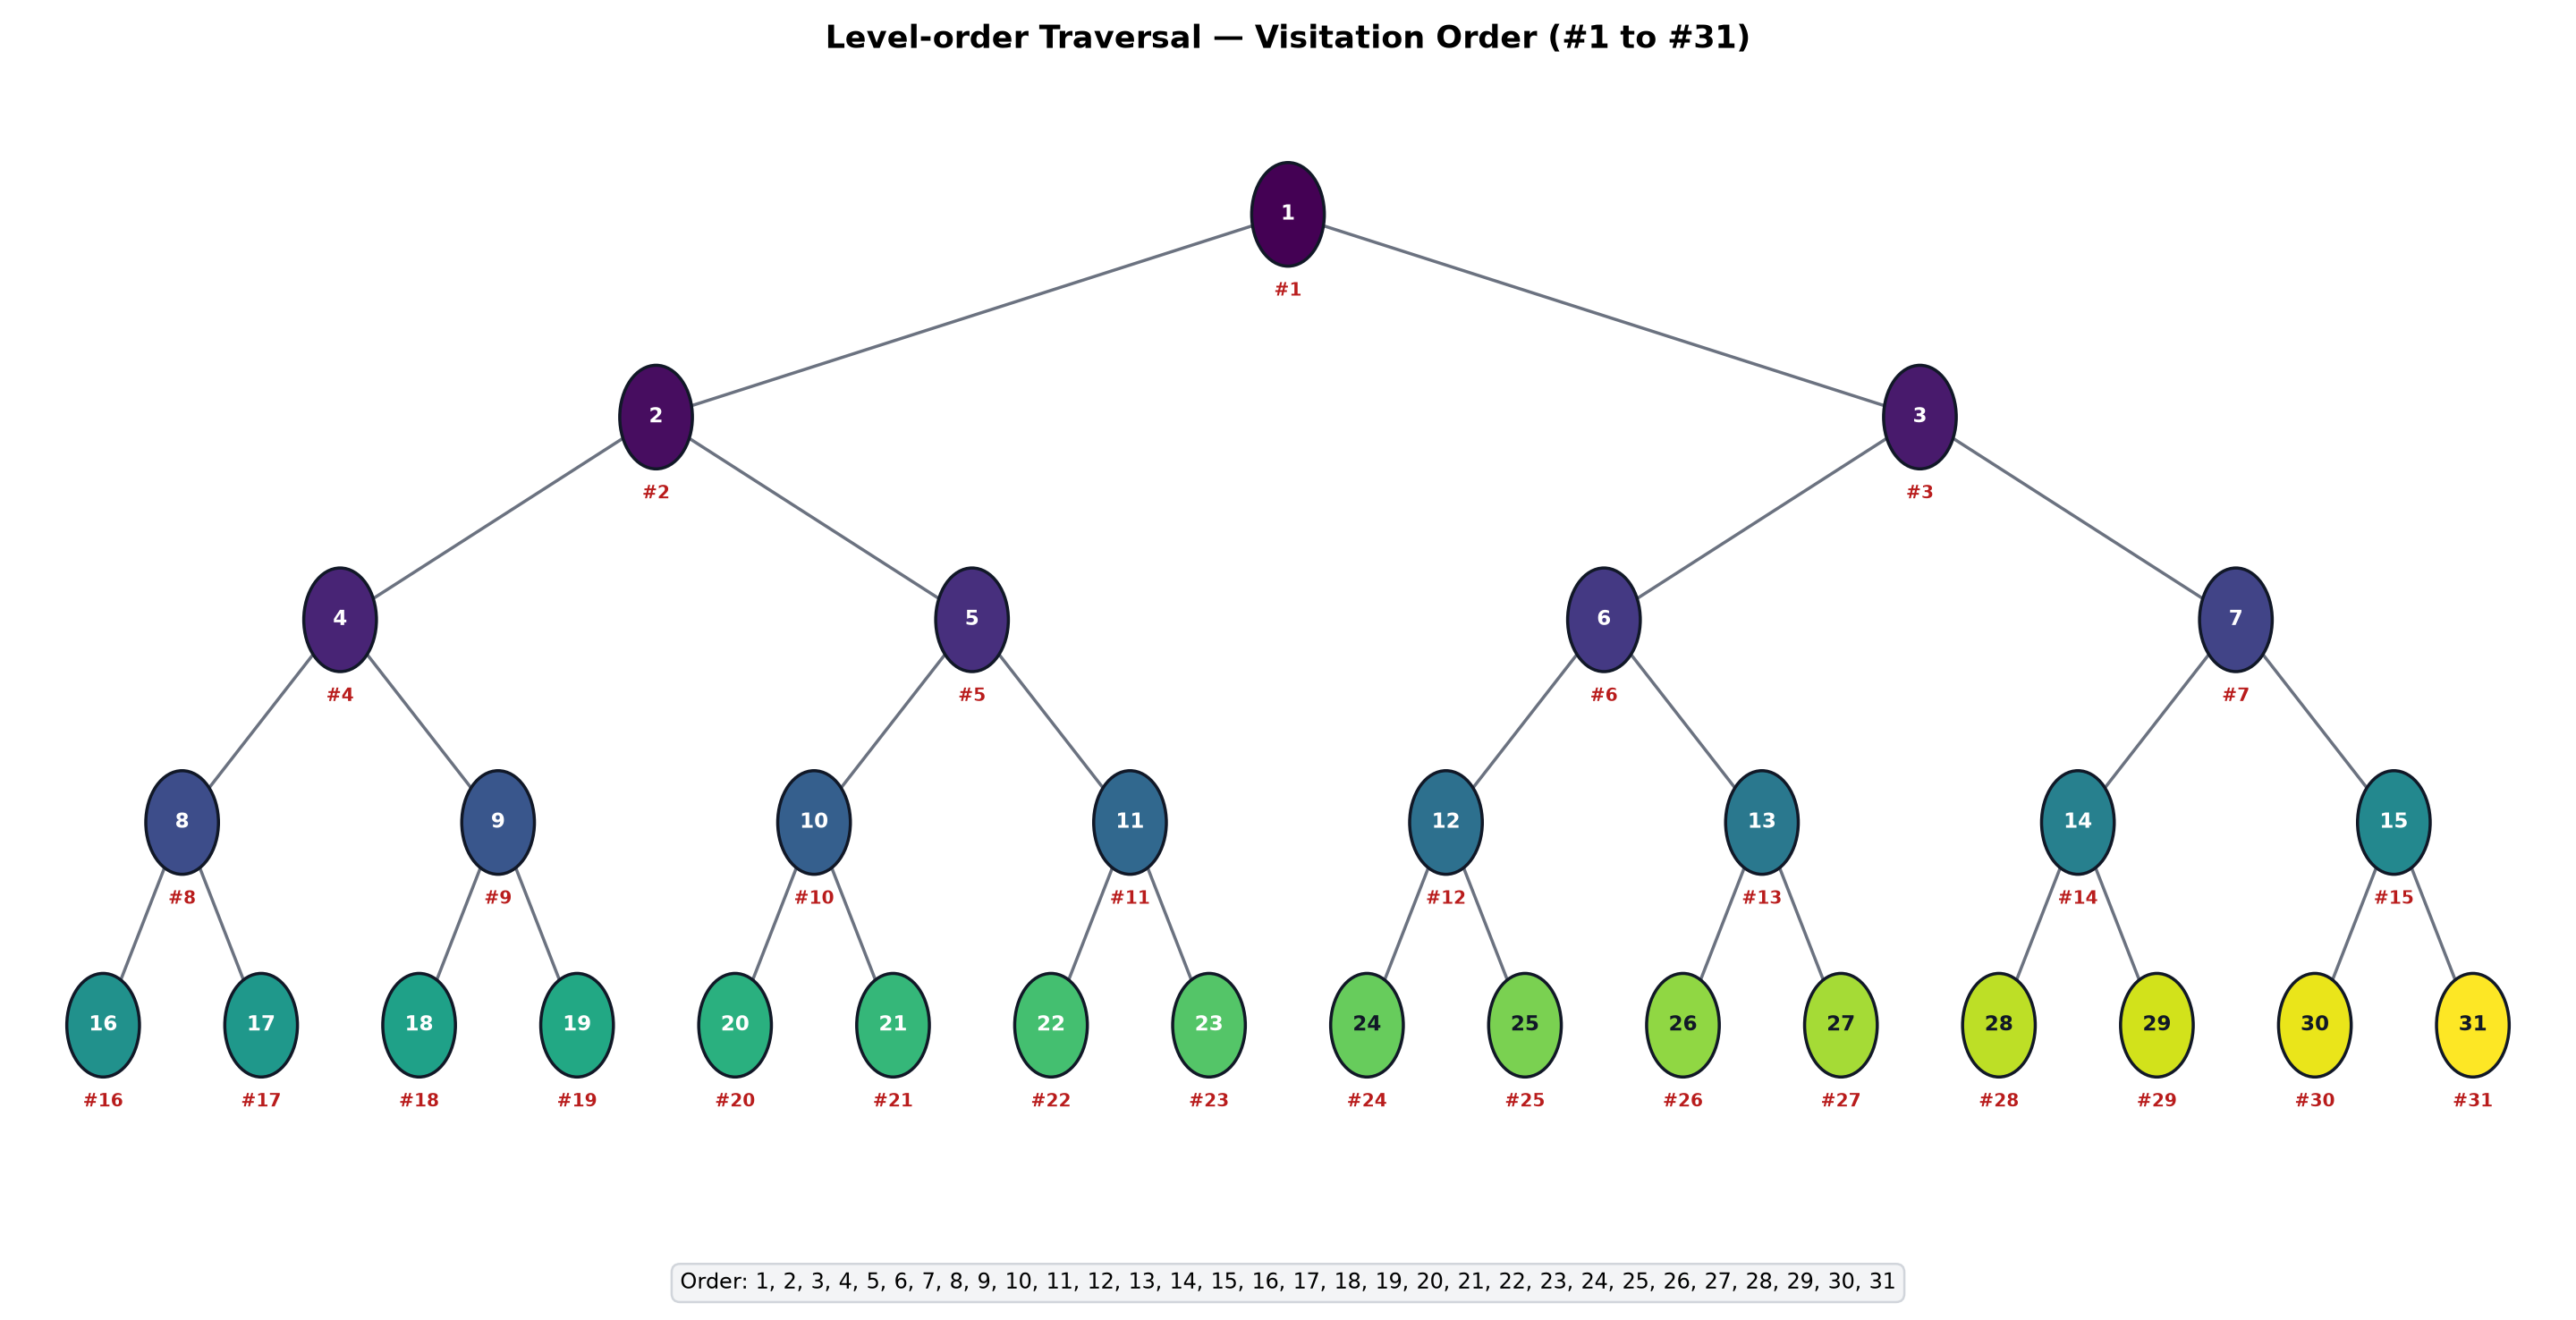 Level-order Traversal — Visitation Order (#1 to #31)
1
#1
2 3
#2 #3
4 5 6 7
#4 #5 #6 #7
8 9 10 11 12 13 14 15
#8 #9 #10 #11 #12 #13 #14 #15
16 17 18 19 20 21 22 23 24 25 26 27 28 29 30 31
#16 #17 #18 #19 #20 #21 #22 #23 #24 #25 #26 #27 #28 #29 #30 #31
Order: 1, 2, 3, 4, 5, 6, 7, 8, 9, 10, 11, 12, 13, 14, 15, 16, 17, 18, 19, 20, 21, 22, 23, 24, 25, 26, 27, 28, 29, 30, 31